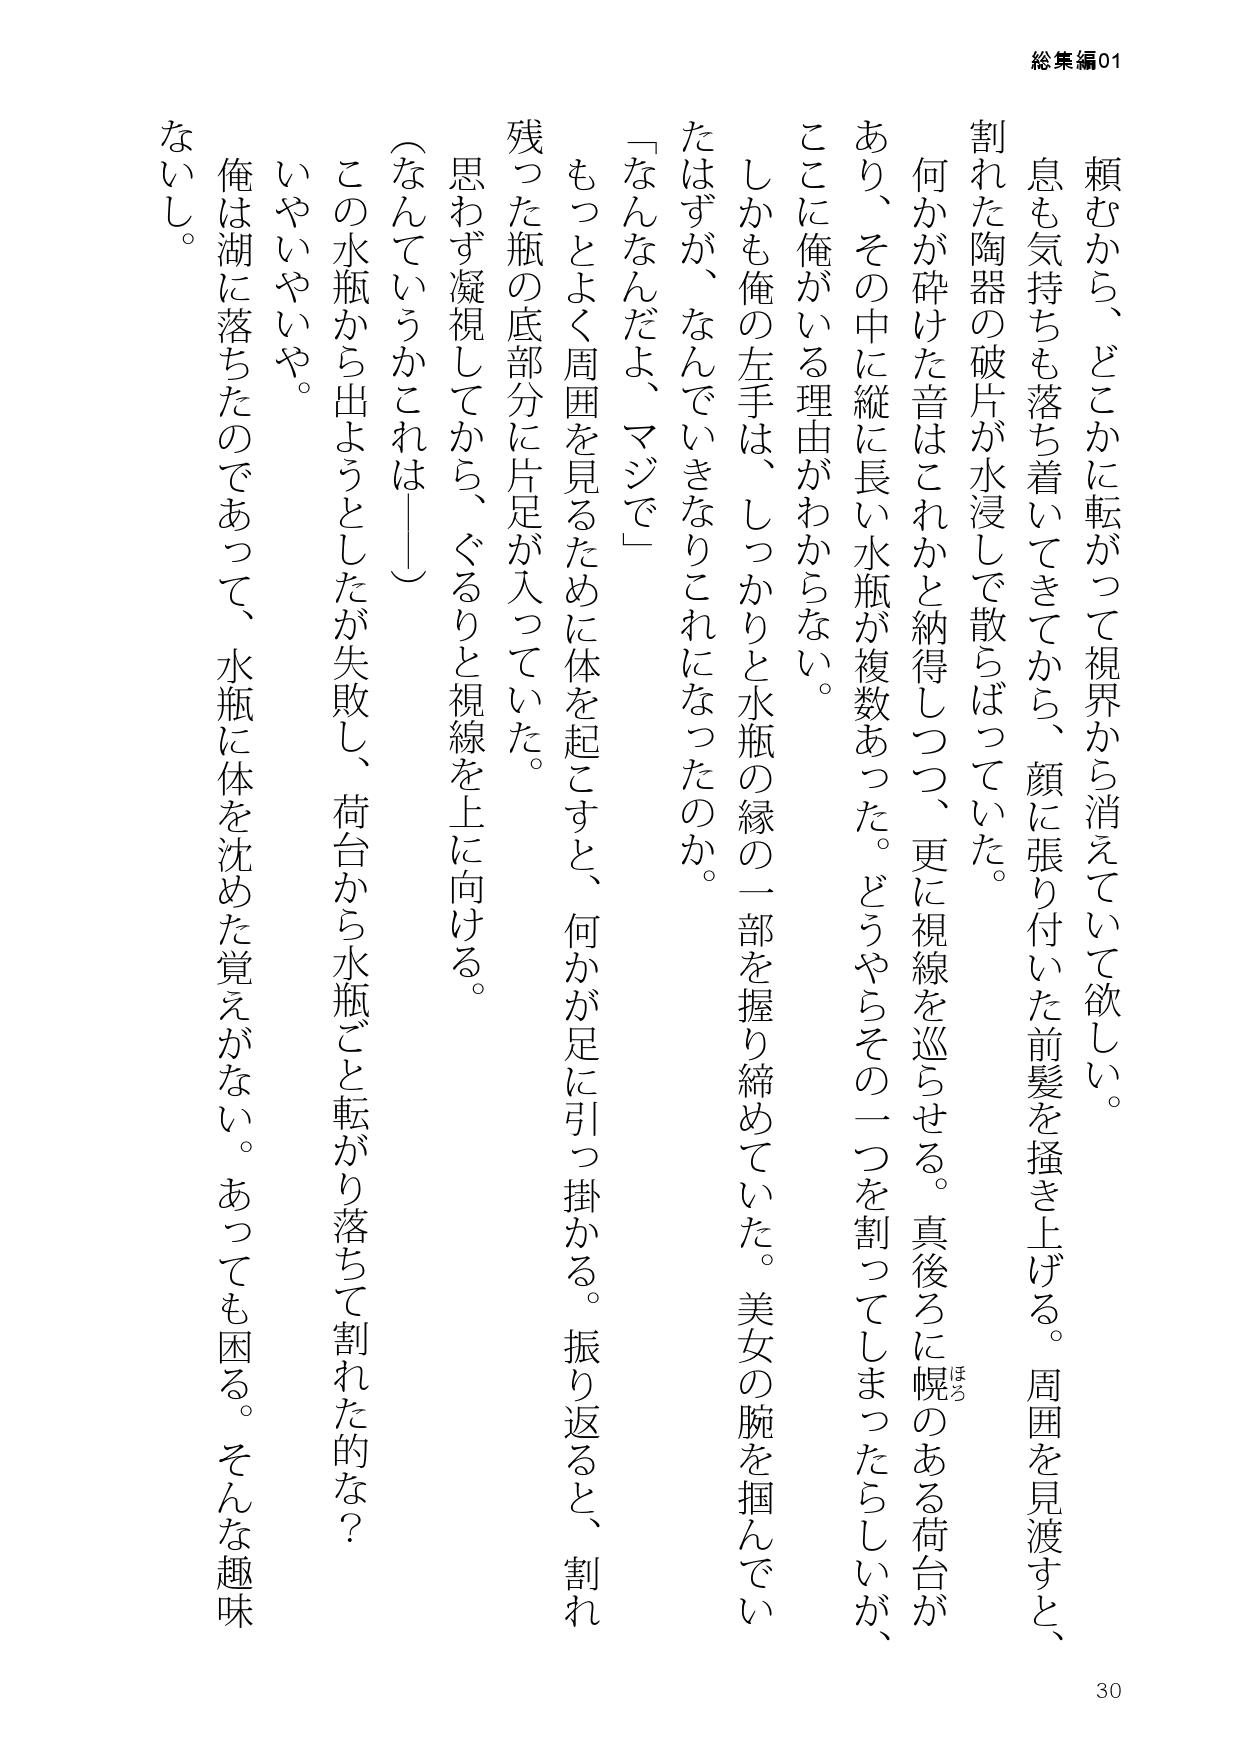 総集編01
頼むから、どこかに転がって視界から消えていて欲しい。
息も気持ちも落ち着いてきてから、顔に張り付いた前髪を掻き上げる。周囲を見渡すと、
割れた陶器の破片が水浸しで散らばっていた。
何かが砕けた音はこれかと納得しつつ、更に視線を巡らせる。真後ろに幌のある荷台が
ほろ
あり、その中に縦に長い水瓶が複数あった。どうやらその一つを割ってしまったらしいが、
ここに俺がいる理由がわからない。
しかも俺の左手は、しっかりと水瓶の縁の一部を握り締めていた。美女の腕を掴んでい
たはずが、なんでいきなりこれになったのか。
「なんなんだよ、マジで」
もっとよく周囲を見るために体を起こすと、何かが足に引っ掛かる。振り返ると、割れ
残った瓶の底部分に片足が入っていた。
思わず凝視してから、ぐるりと視線を上に向ける。
（なんていうかこれは――）
この水瓶から出ようとしたが失敗し、荷台から水瓶ごと転がり落ちて割れた的な？
いやいやいや。
俺は湖に落ちたのであって、水瓶に体を沈めた覚えがない。あっても困る。そんな趣味
ないし。
30